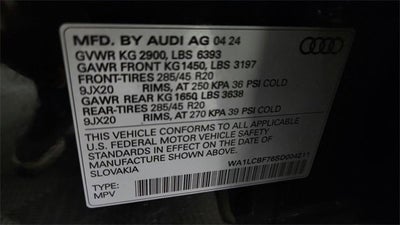 MFD. BY AUDI AG 04 24
GVWR KG 2900, LBS 6393
GAWR FRONT KG 1450, LBS 3197
FRONT-TIRES 285/45 R20
9JX20 RIMS, AT 250 KPA 36 PSI COLD
GAWR REAR KG 1650, LBS 3638
REAR-TIRES 285/45 R20
9JX20 RIMS, AT 270 KPA 39 PSI COLD
THIS VEHICLE CONFORMS TO ALL APPLICABLE
U.S. FEDERAL MOTOR VEHICLE SAFETY
STANDARDS IN EFFECT ON THE DATE OF
MANUFACTURE SHOWN ABOVE.
SLOVAKIA
TYPE:
MPV